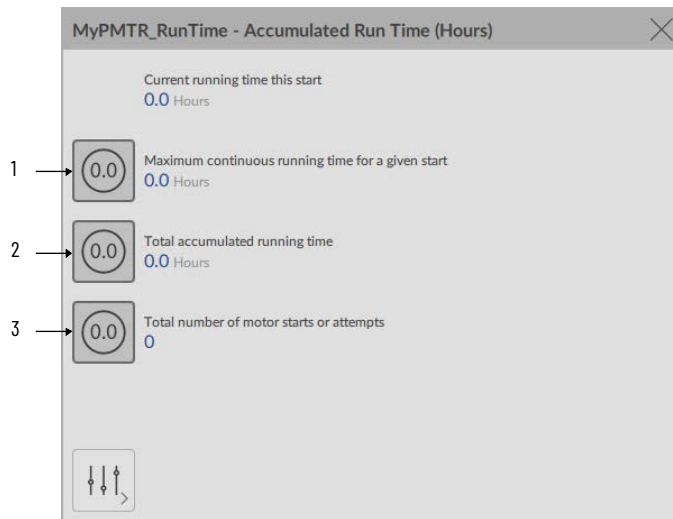 MyPMTR_RunTime - Accumulated Run Time (Hours)
Current running time this start
0.0 Hours
1
0.0
Maximum continuous running time for a given start
0.0 Hours
2
0.0
Total accumulated running time
0.0 Hours
3
0.0
Total number of motor starts or attempts
0